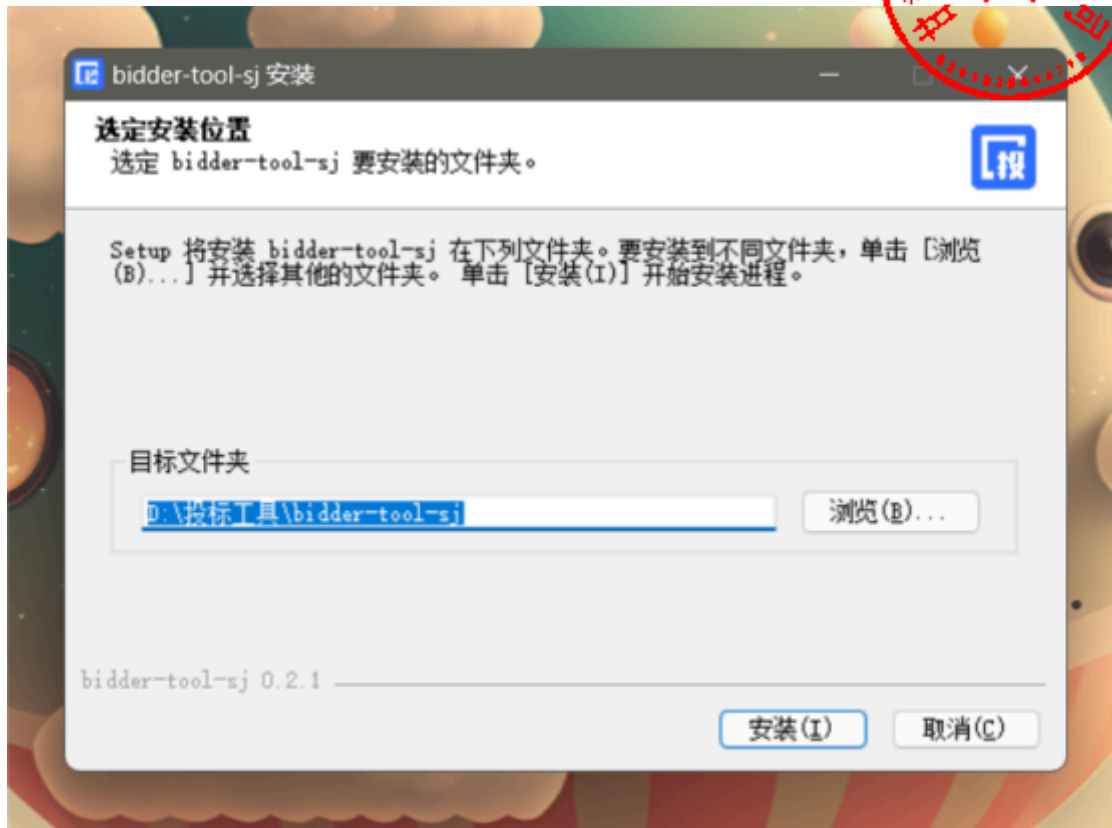 bidder-tool-sj 安装
选定安装位置
选定 bidder-tool-sj 要安装的文件夹。
投
Setup 将安装 bidder-tool-sj 在下列文件夹。要安装到不同文件夹，单击 [浏览
(B)...] 并选择其他的文件夹。 单击 [安装(I)] 开始安装进程。
目标文件夹
D:\投标工具\bidder-tool-sj
浏览(B)...
bidder-tool-sj 0.2.1
安装(I)
取消(C)